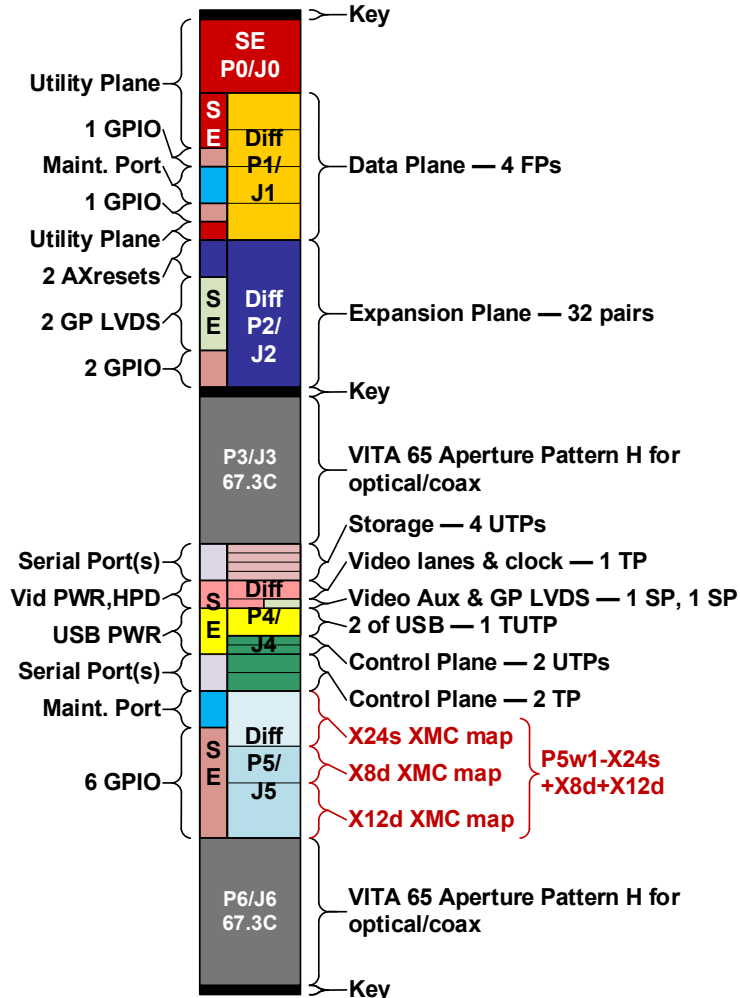 Key
SE
P0/J0
Utility Plane
SE
Diff
P1/
J1
1 GPIO
Maint. Port
Data Plane — 4 FPs
1 GPIO
Utility Plane
2 AXresets
SE
Diff
P2/
J2
2 GP LVDS
Expansion Plane — 32 pairs
2 GPIO
Key
P3/J3
67.3C
VITA 65 Aperture Pattern H for
optical/coax
Storage — 4 UTPs
Serial Port(s)
Video lanes & clock — 1 TP
Vid PWR,HPD
SE
Diff
P4/
J4
Video Aux & GP LVDS — 1 SP, 1 SP
USB PWR
2 of USB — 1 TUTP
Control Plane — 2 UTPs
Serial Port(s)
Control Plane — 2 TP
Maint. Port
X24s XMC map
SE
Diff
P5/
J5
6 GPIO
X8d XMC map
P5w1-X24s
+X8d+X12d
X12d XMC map
P6/J6
67.3C
VITA 65 Aperture Pattern H for
optical/coax
Key